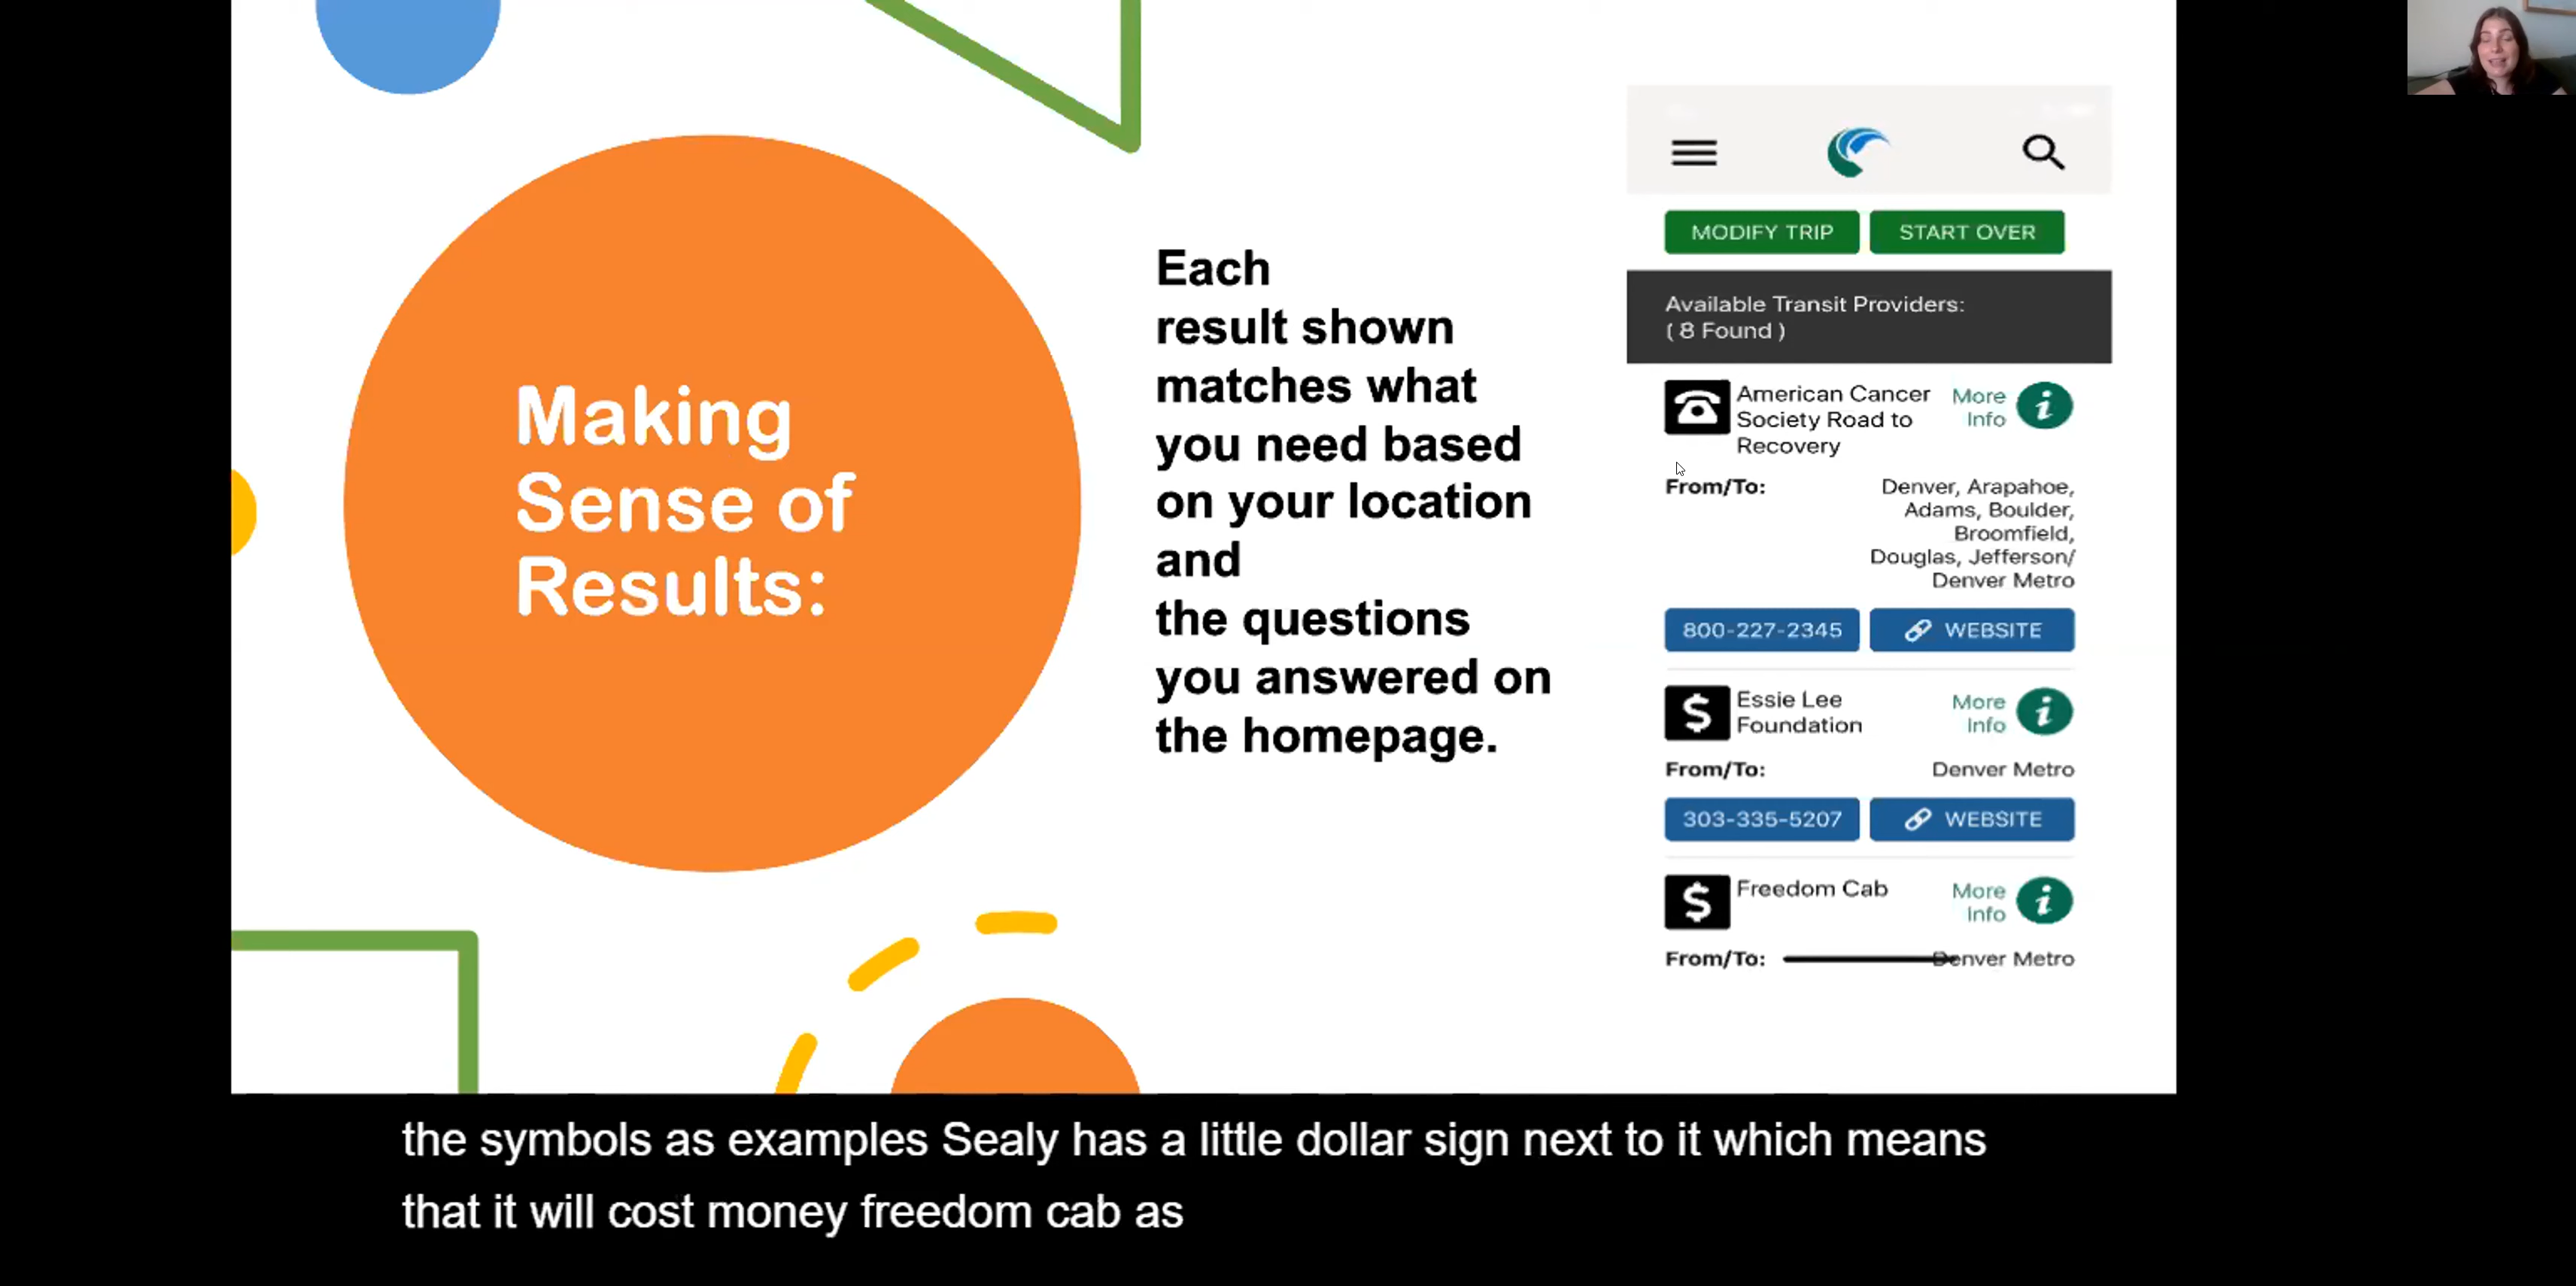 Making
Sense of
Results:
Each
result shown
matches what
you need based
on your location
and
the questions
you answered on
the homepage.
MODIFY TRIP
START OVER
Available Transit Providers:
( 8 Found )
American Cancer
Society Road to
Recovery
More
Info
From/To:
Denver, Arapahoe,
Adams, Boulder,
Broomfield,
Douglas, Jefferson/
Denver Metro
800-227-2345
WEBSITE
$
Essie Lee
Foundation
More
Info
From/To:
Denver Metro
303-335-5207
WEBSITE
$
Freedom Cab
More
Info
From/To:
Denver Metro
the symbols as examples Sealy has a little dollar sign next to it which means
that it will cost money freedom cab as